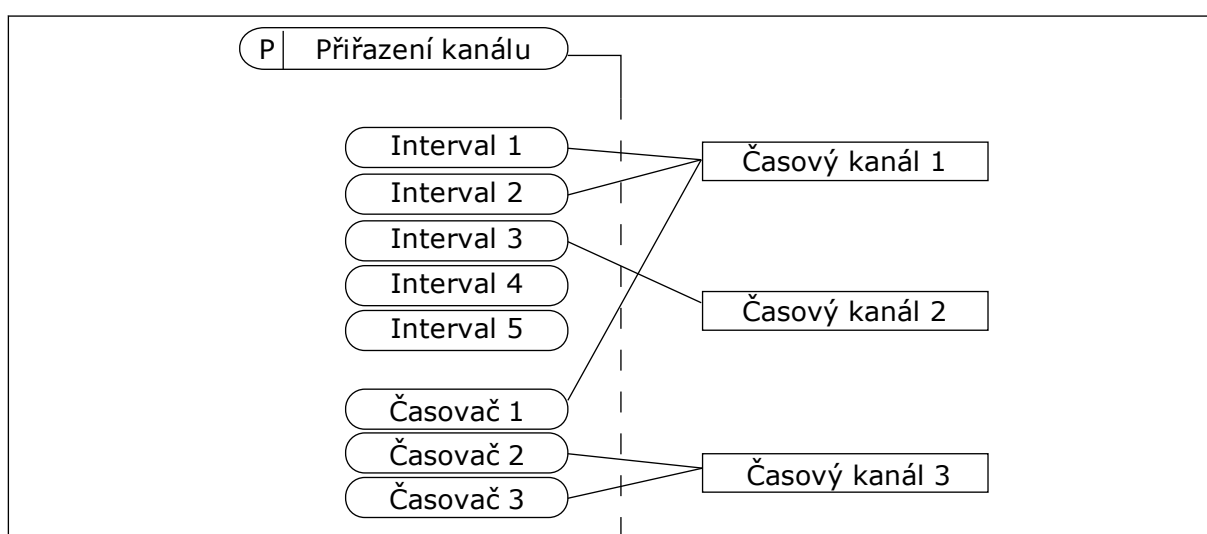 P Přiřazení kanálu
Interval 1
Interval 2
Interval 3
Interval 4
Interval 5
Časovač 1
Časovač 2
Časovač 3
Časový kanál 1
Časový kanál 2
Časový kanál 3